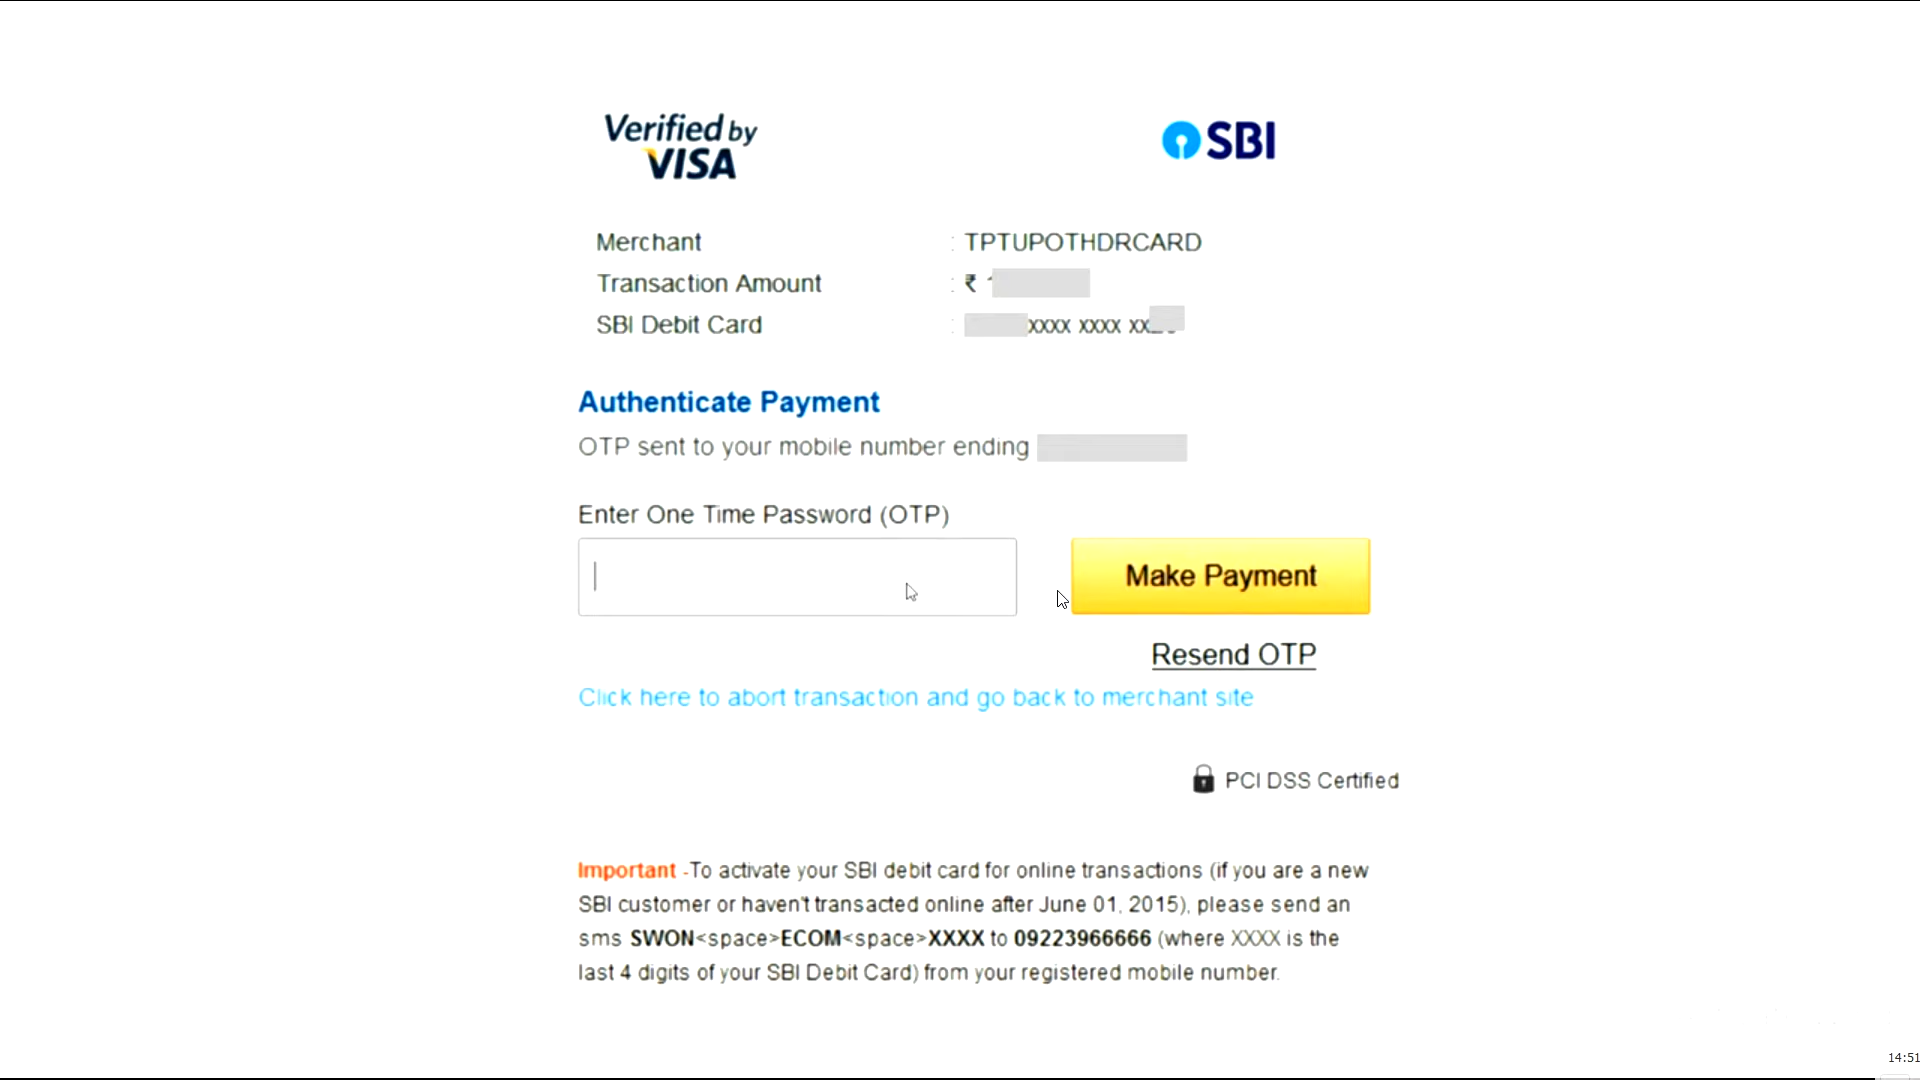 Verified by
VISA
SBI
Merchant : TPTUPOTHDRCARD
Transaction Amount : ₹
SBI Debit Card : xxxx xxxx xx
Authenticate Payment
OTP sent to your mobile number ending
Enter One Time Password (OTP)
Make Payment
Resend OTP
Click here to abort transaction and go back to merchant site
PCI DSS Certified
Important -To activate your SBI debit card for online transactions (if you are a new
SBI customer or haven't transacted online after June 01, 2015), please send an
sms SWON<space>ECOM<space>XXXX to 09223966666 (where XXXX is the
last 4 digits of your SBI Debit Card) from your registered mobile number.
14:51